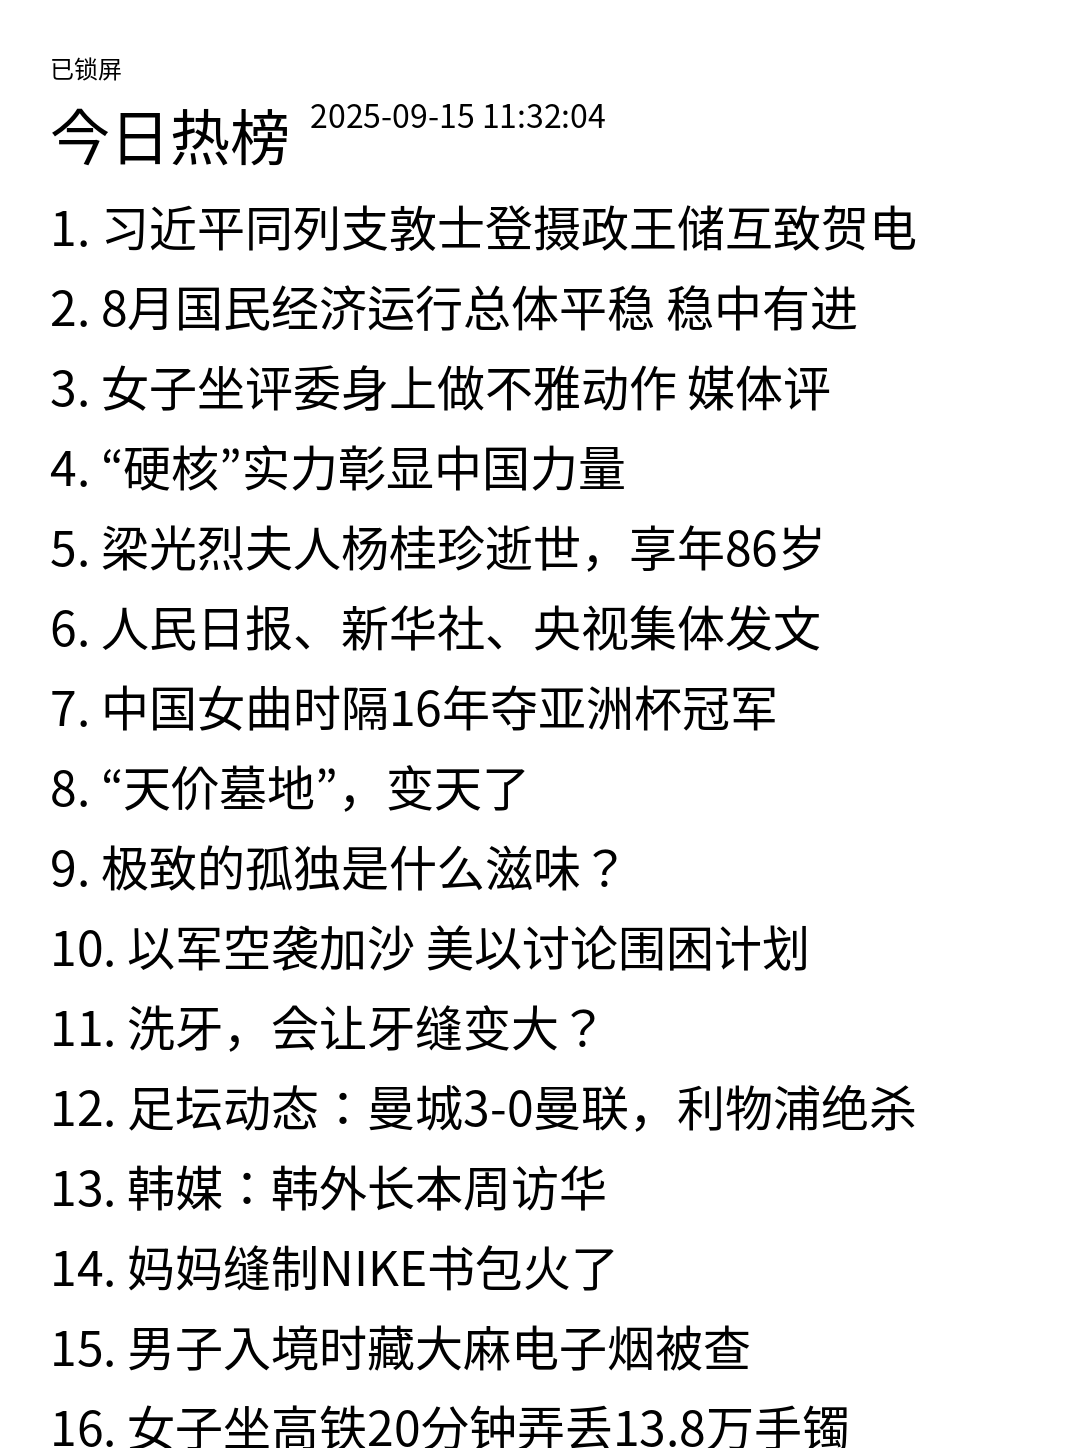 已锁屏
今日热榜 2025-09-15 11:32:04
1. 习近平同列支敦士登摄政王储互致贺电
2. 8月国民经济运行总体平稳 稳中有进
3. 女子坐评委身上做不雅动作 媒体评
4. “硬核”实力彰显中国力量
5. 梁光烈夫人杨桂珍逝世，享年86岁
6. 人民日报、新华社、央视集体发文
7. 中国女曲时隔16年夺亚洲杯冠军
8. “天价墓地”，变天了
9. 极致的孤独是什么滋味？
10. 以军空袭加沙 美以讨论围困计划
11. 洗牙，会让牙缝变大？
12. 足坛动态：曼城3-0曼联，利物浦绝杀
13. 韩媒：韩外长本周访华
14. 妈妈缝制NIKE书包火了
15. 男子入境时藏大麻电子烟被查
16. 女子坐高铁20分钟弄丢13.8万手镯